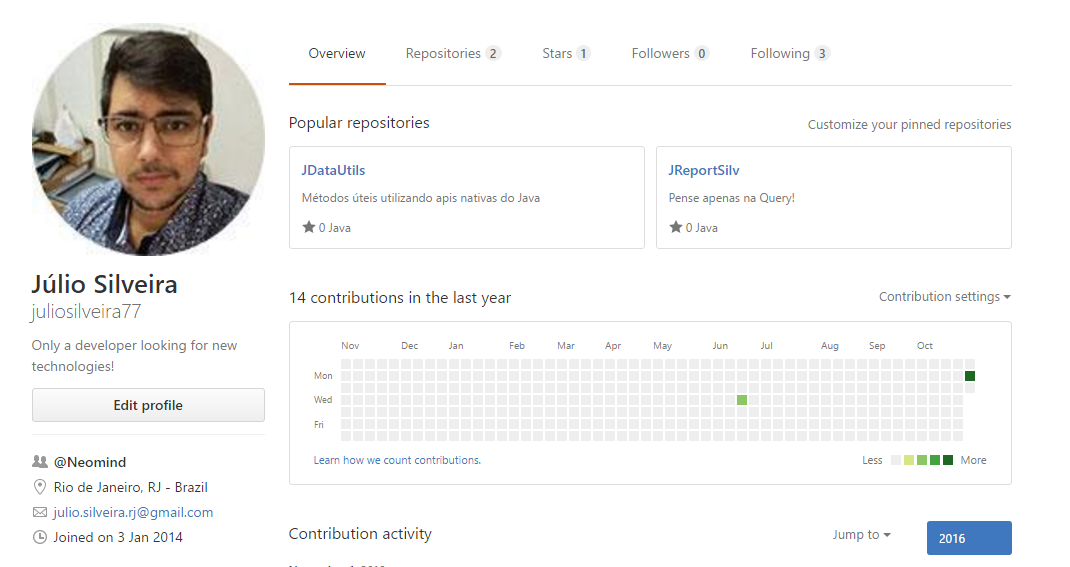 Overview Repositories 2 Stars 1 Followers 0 Following 3
Popular repositories Customize your pinned repositories
JDataUtils
Métodos úteis utilizando apis nativas do Java
0 Java
JReportSilv
Pense apenas na Query!
0 Java
Júlio Silveira
juliosilveira77
Only a developer looking for new
technologies!
Edit profile
@Neomind
Rio de Janeiro, RJ - Brazil
julio.silveira.rj@gmail.com
Joined on 3 Jan 2014
14 contributions in the last year Contribution settings
Nov Dec Jan Feb Mar Apr May Jun Jul Aug Sep Oct
Mon
Wed
Fri
Learn how we count contributions. Less More
Contribution activity Jump to 2016